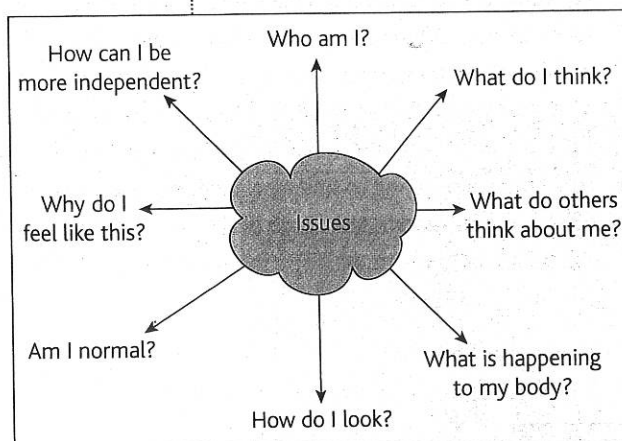 Who am I?
How can I be
more independent?
What do I think?
Why do I
feel like this?
Issues
What do others
think about me?
Am I normal?
What is happening
to my body?
How do I look?